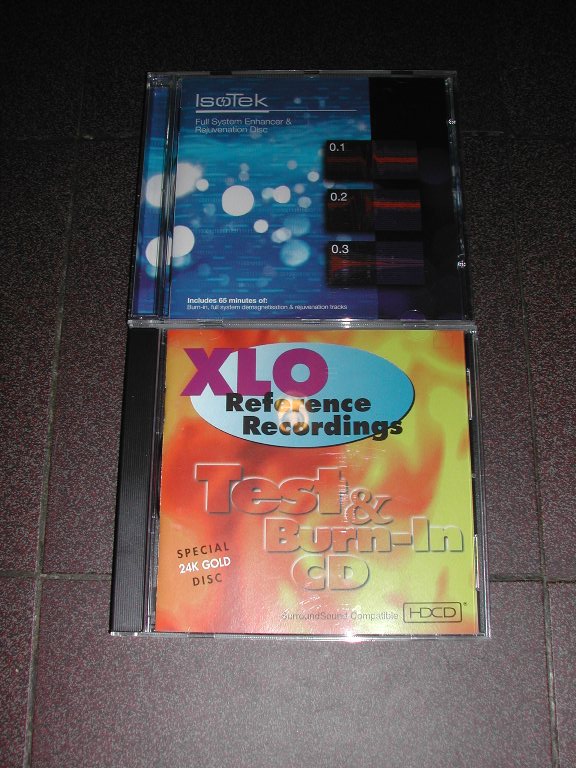 IsoTek
Full System Enhancer &
Rejuvenation Disc
0.1
0.2
0.3
Includes 65 minutes of:
Burn-in, full system demagnetisation & rejuvenation tracks
XLO
Reference
Recordings
Test
&
Burn-In
CD
SPECIAL
24K GOLD
DISC
SurroundSound Compatible
HDCD®